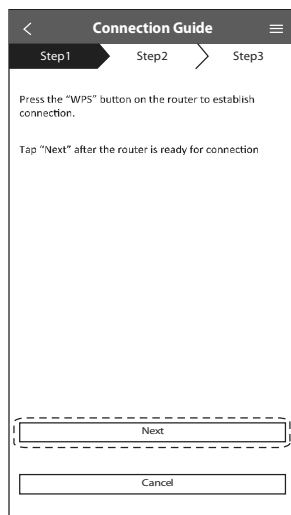 Connection Guide
Step1
Step2
Step3
Press the “WPS” button on the router to establish
connection.
Tap “Next” after the router is ready for connection
Next
Cancel